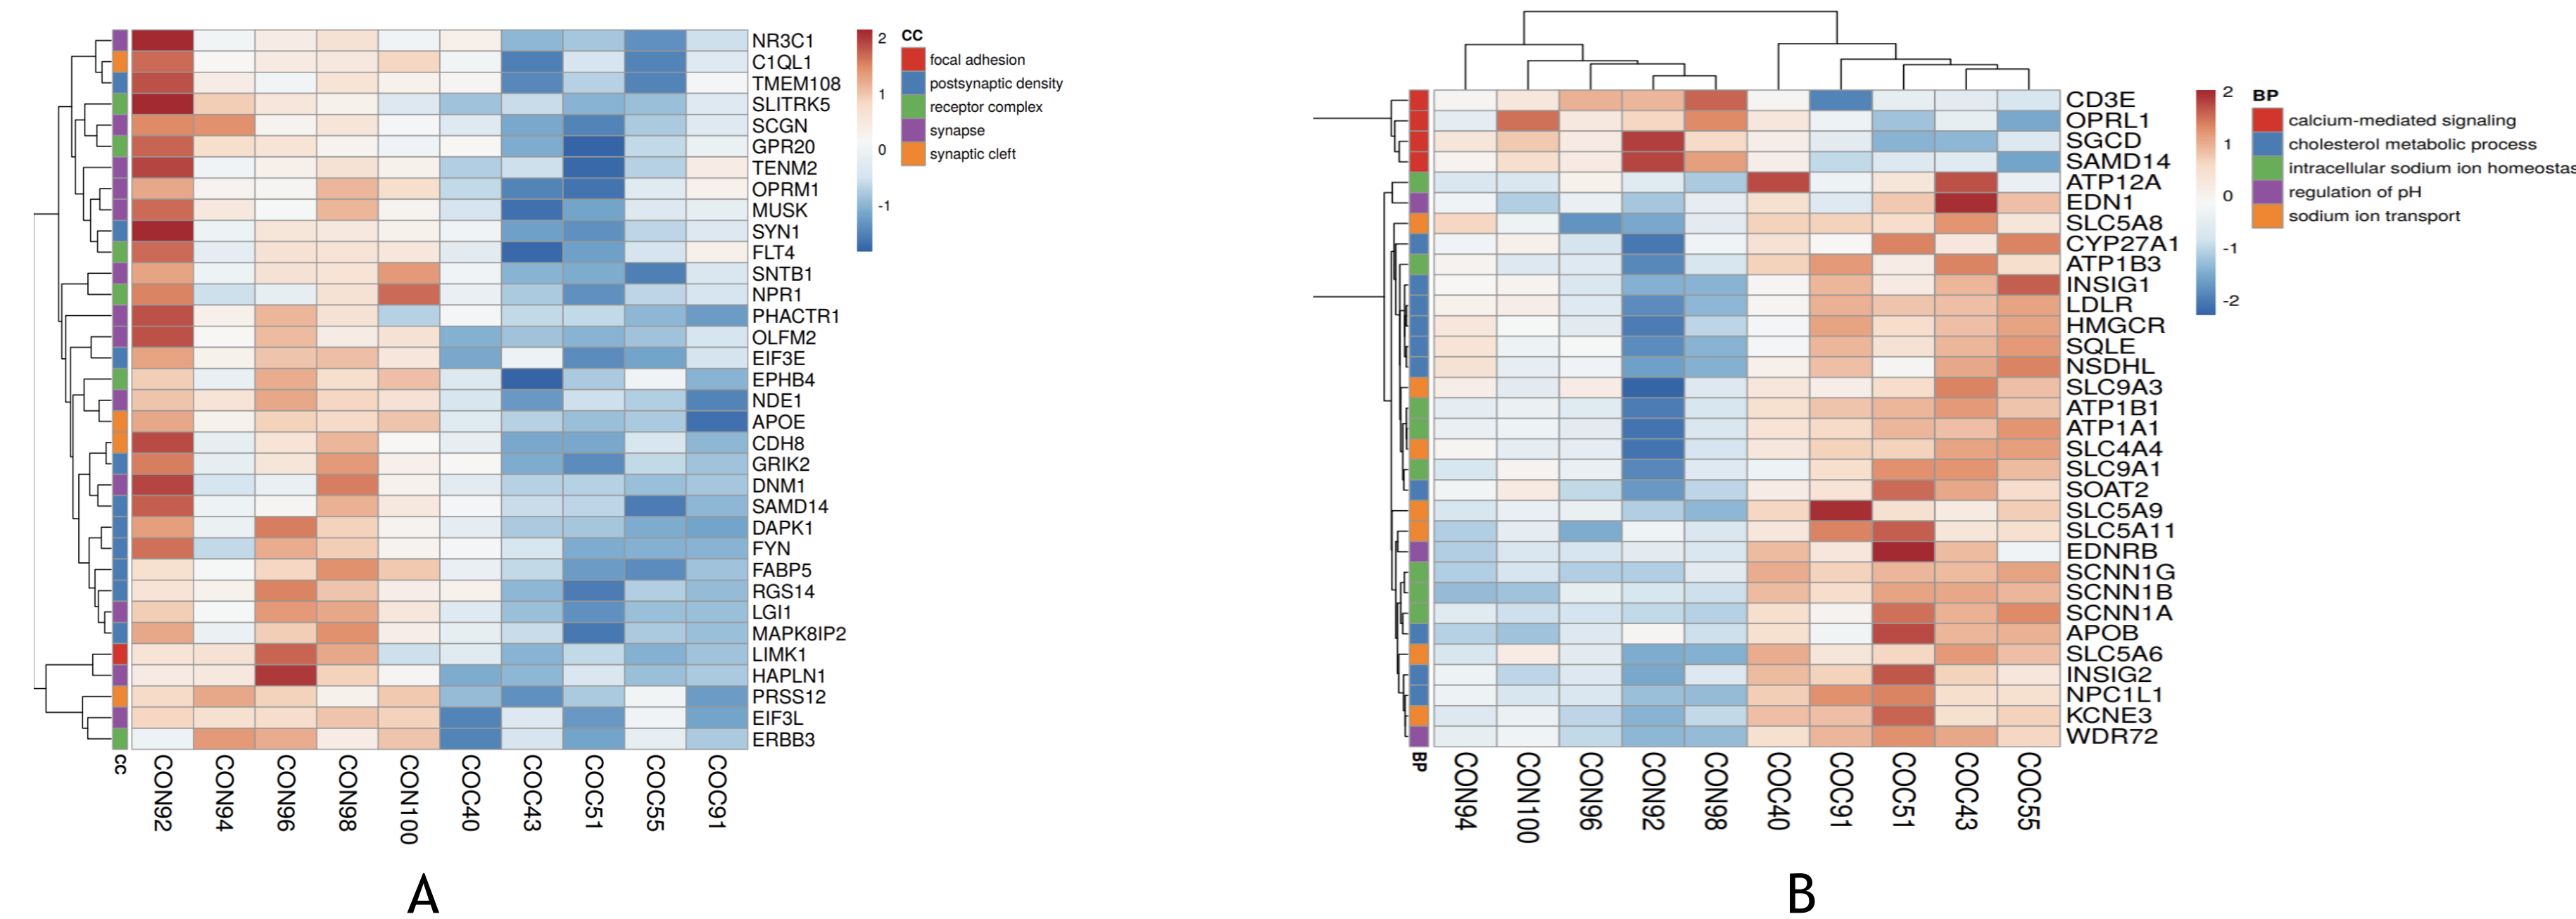 NR3C1
C1QL1
TMEM108
SLITRK5
SCGN
GPR20
TENM2
OPRM1
MUSK
SYN1
FLT4
SNTB1
NPR1
PHACTR1
OLFM2
EIF3E
EPHB4
NDE1
APOE
CDH8
GRIK2
DNM1
SAMD14
DAPK1
FYN
FABP5
RGS14
LGI1
MAPK8IP2
LIMK1
HAPLN1
PRSS12
EIF3L
ERBB3
CC
CON92
CON94
CON96
CON98
CON100
COC40
COC43
COC51
COC55
COC91
2
1
0
-1
CC
focal adhesion
postsynaptic density
receptor complex
synapse
synaptic cleft
A
CD3E
OPRL1
SGCD
SAMD14
ATP12A
EDN1
SLC5A8
CYP27A1
ATP1B3
INSIG1
LDLR
HMGCR
SQLE
NSDHL
SLC9A3
ATP1B1
ATP1A1
SLC4A4
SLC9A1
SOAT2
SLC5A9
SLC5A11
EDNRB
SCNN1G
SCNN1B
SCNN1A
APOB
SLC5A6
INSIG2
NPC1L1
KCNE3
WDR72
BP
CON94
CON100
CON96
CON92
CON98
COC40
COC91
COC51
COC43
COC55
2
1
0
-1
-2
BP
calcium-mediated signaling
cholesterol metabolic process
intracellular sodium ion homeostas
regulation of pH
sodium ion transport
B